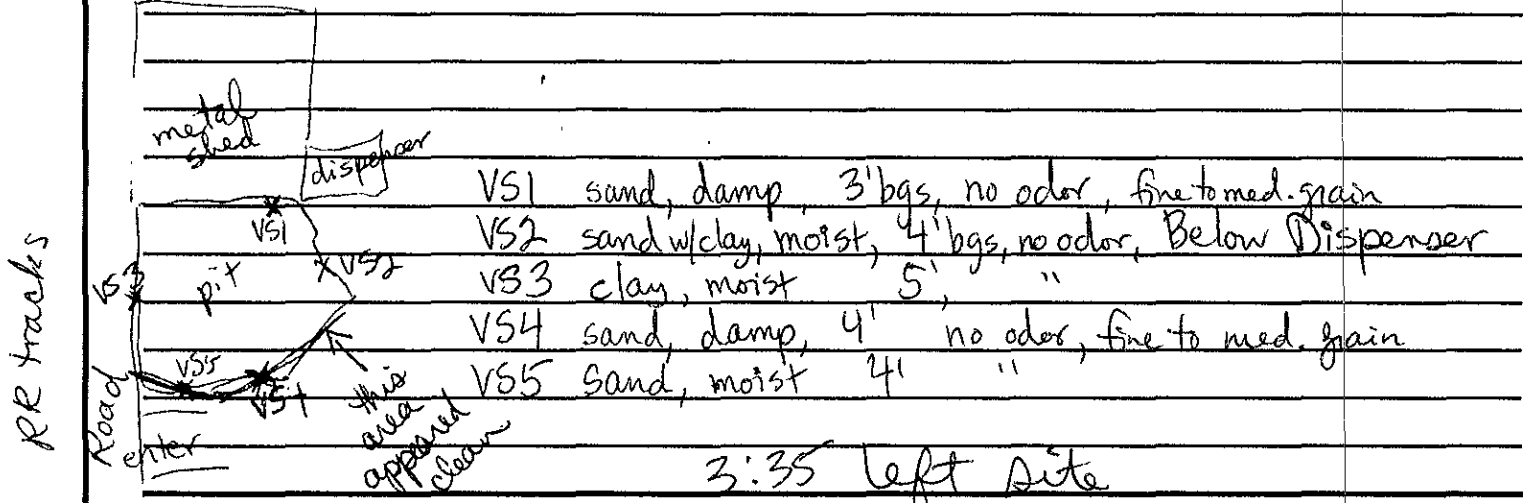 metal
shed
dispenser
VS1 sand, damp, 3' bgs, no odor, fine to med. grain
VS1
VS2 sand w/clay, moist, 4' bgs, no odor, Below Dispenser
VS2
VS3
pit
VS3 clay, moist 5', "
VS4 sand, damp, 4' no odor, fine to med. grain
VS5
VS5 sand, moist 4' "
VS4
this
area
appeared
clean
RR tracks
Road
enter
3:35 left site